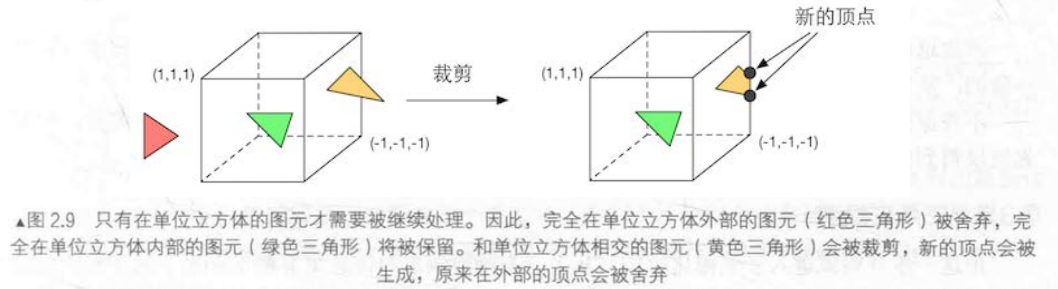 新的顶点
(1,1,1)
裁剪
(1,1,1)
(-1,-1,-1)
(-1,-1,-1)
▲图 2.9 只有在单位立方体的图元才需要被继续处理。因此，完全在单位立方体外部的图元（红色三角形）被舍弃，完
全在单位立方体内部的图元（绿色三角形）将被保留。和单位立方体相交的图元（黄色三角形）会被裁剪，新的顶点会被
生成，原来在外部的顶点会被舍弃